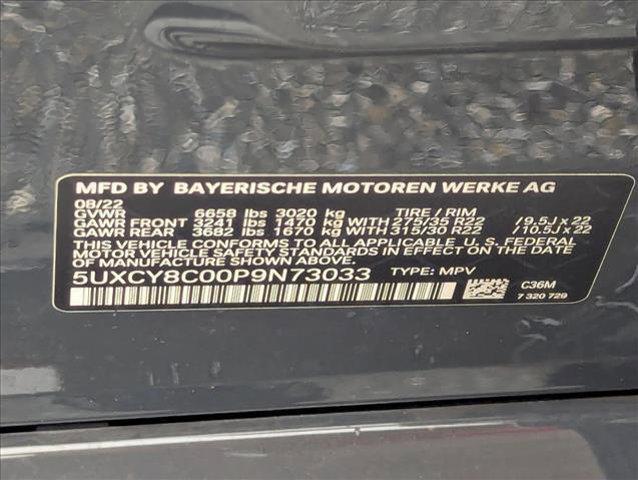 MFD BY BAYERISCHE MOTOREN WERKE AG
08/22
GVWR 6658 lbs 3020 kg TIRE / RIM
GAWR FRONT 3241 lbs 1470 kg WITH 275/35 R22 / 9.5J x 22
GAWR REAR 3682 lbs 1670 kg WITH 315/30 R22 / 10.5J x 22
THIS VEHICLE CONFORMS TO ALL APPLICABLE U. S. FEDERAL
MOTOR VEHICLE SAFETY STANDARDS IN EFFECT ON THE DATE
OF MANUFACTURE SHOWN ABOVE.
5UXCY8C00P9N73033 TYPE: MPV
C36M
7 320 729